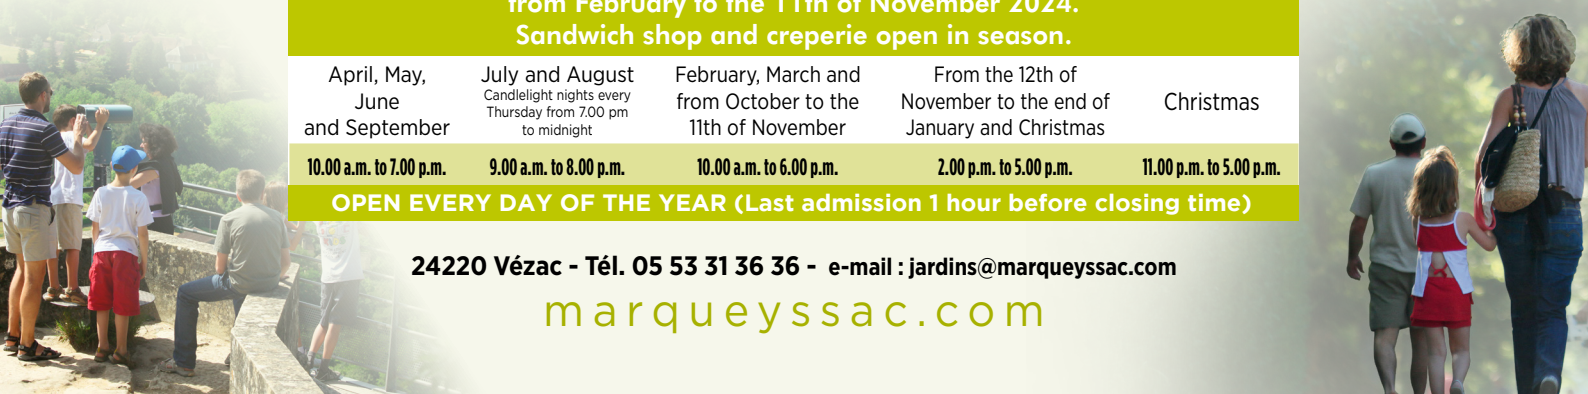 from February to the 11th of November 2024.
Sandwich shop and creperie open in season.
April, May,
June
and September
July and August
Candlelight nights every
Thursday from 7.00 pm
to midnight
February, March and
from October to the
11th of November
From the 12th of
November to the end of
January and Christmas
Christmas
10.00 a.m. to 7.00 p.m.
9.00 a.m. to 8.00 p.m.
10.00 a.m. to 6.00 p.m.
2.00 p.m. to 5.00 p.m.
11.00 p.m. to 5.00 p.m.
OPEN EVERY DAY OF THE YEAR (Last admission 1 hour before closing time)
24220 Vézac - Tél. 05 53 31 36 36 - e-mail : jardins@marqueyssac.com
marqueyssac.com